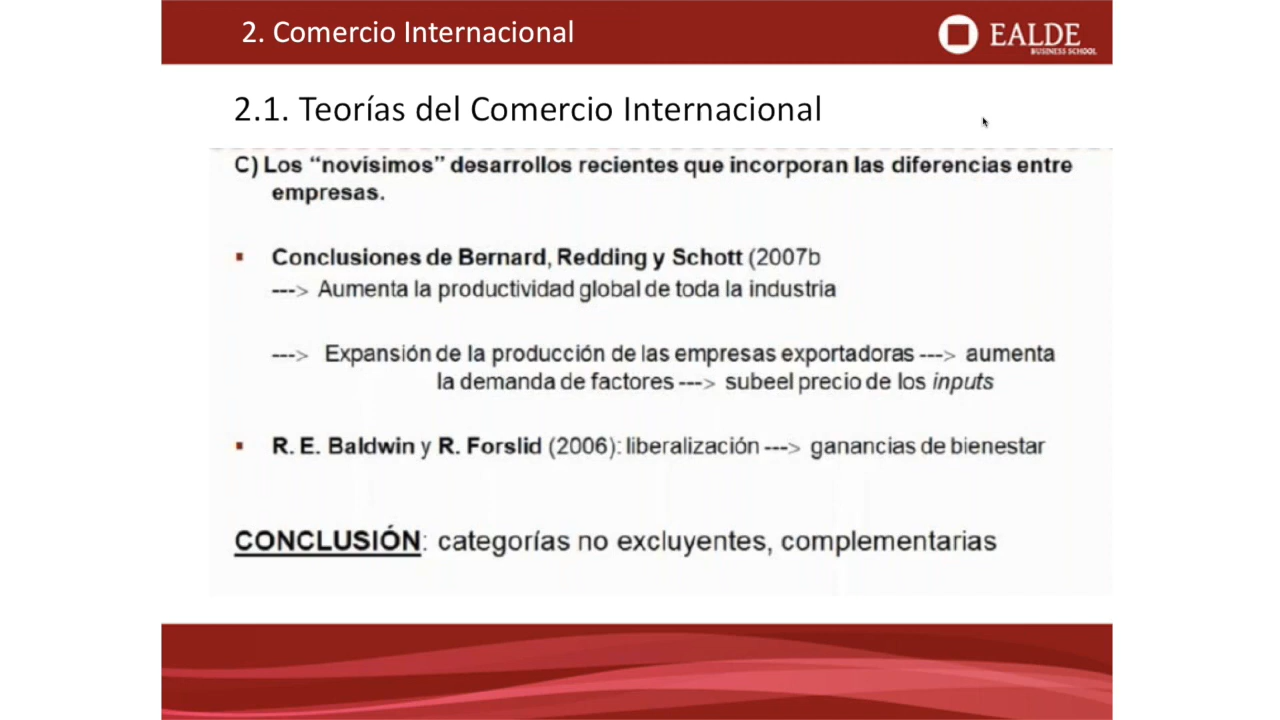 2. Comercio Internacional
EALDE
BUSINESS SCHOOL
2.1. Teorías del Comercio Internacional
C) Los “novísimos” desarrollos recientes que incorporan las diferencias entre
empresas.
▪ Conclusiones de Bernard, Redding y Schott (2007b
---> Aumenta la productividad global de toda la industria
---> Expansión de la producción de las empresas exportadoras ---> aumenta
la demanda de factores ---> subeel precio de los inputs
▪ R. E. Baldwin y R. Forslid (2006): liberalización ---> ganancias de bienestar
CONCLUSIÓN: categorías no excluyentes, complementarias